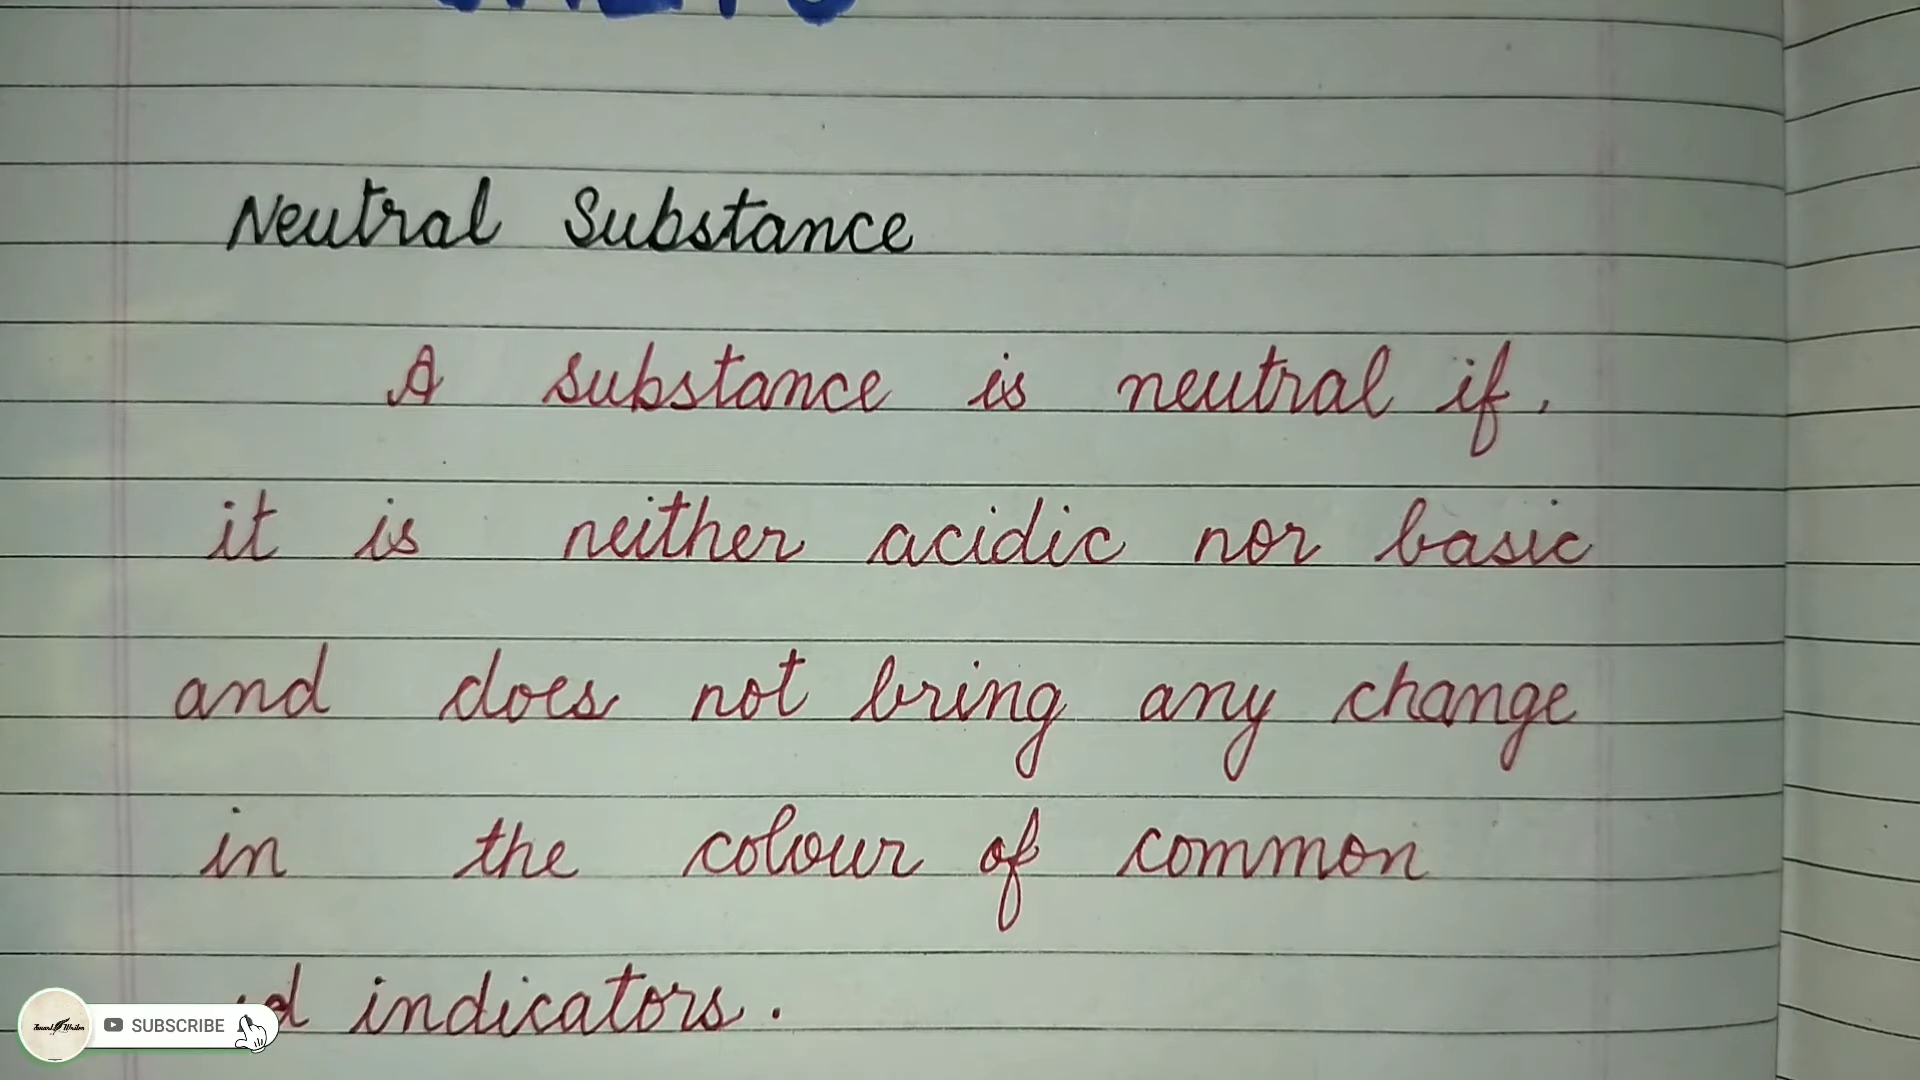 Neutral Substance
A substance is neutral if,
it is neither acidic nor basic
and does not bring any change
in the colour of common
indicators.
SUBSCRIBE